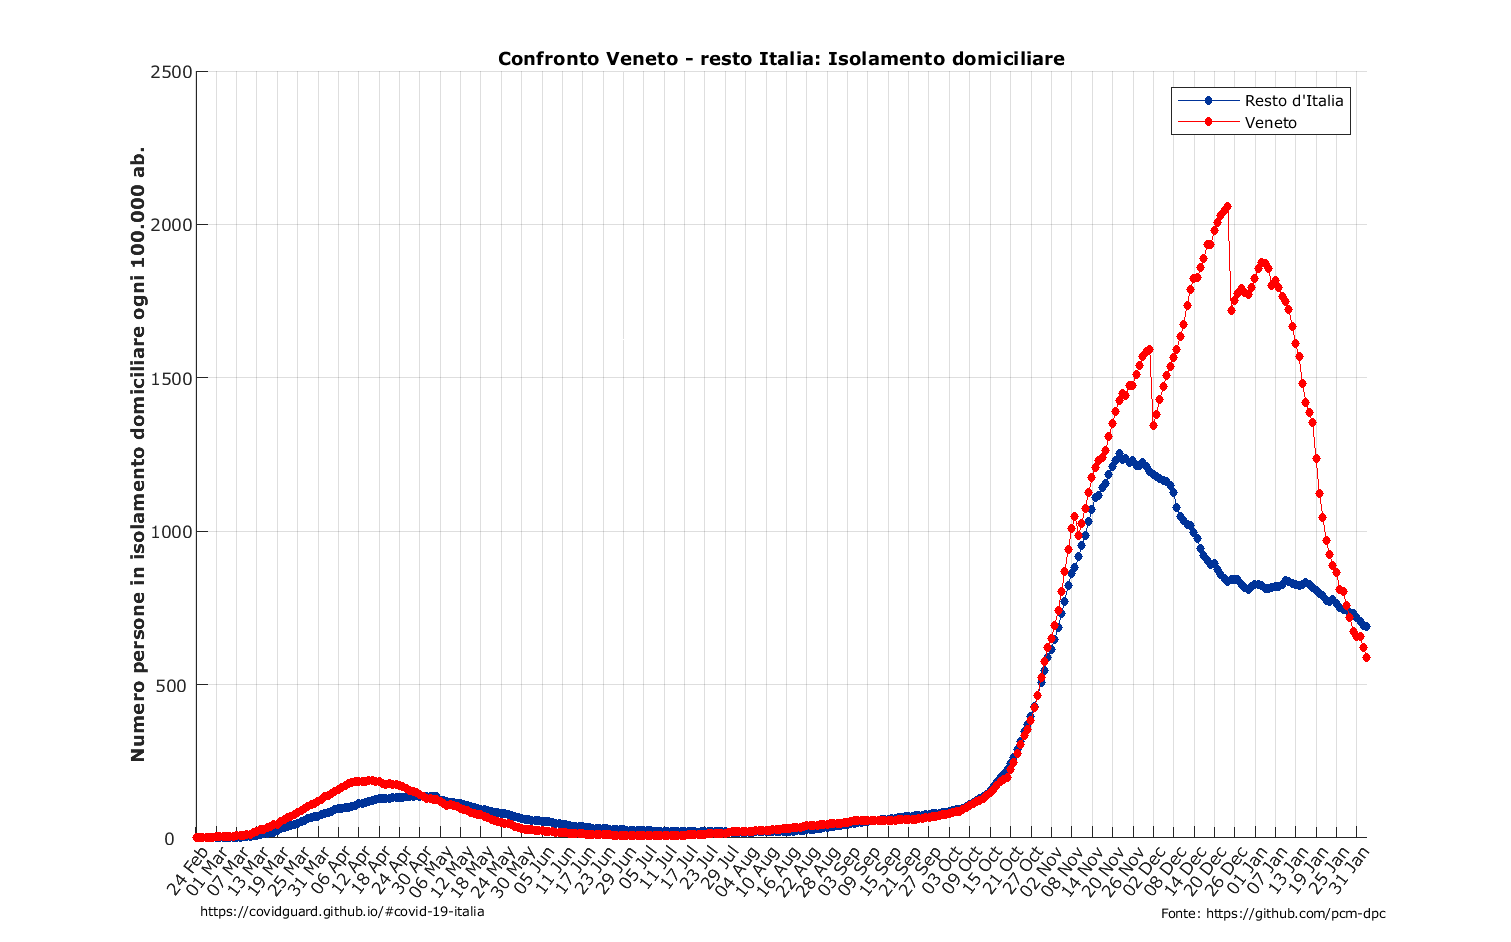 Confronto Veneto - resto Italia: Isolamento domiciliare
Resto d'Italia
Veneto
Numero persone in isolamento domiciliare ogni 100.000 ab.
2500
2000
1500
1000
500
0
24 Feb
01 Mar
07 Mar
13 Mar
19 Mar
25 Mar
31 Mar
06 Apr
12 Apr
18 Apr
24 Apr
30 Apr
06 May
12 May
18 May
24 May
30 May
05 Jun
11 Jun
17 Jun
23 Jun
29 Jun
05 Jul
11 Jul
17 Jul
23 Jul
29 Jul
04 Aug
10 Aug
16 Aug
22 Aug
28 Aug
03 Sep
09 Sep
15 Sep
21 Sep
27 Sep
03 Oct
09 Oct
15 Oct
21 Oct
27 Oct
02 Nov
08 Nov
14 Nov
20 Nov
26 Nov
02 Dec
08 Dec
14 Dec
20 Dec
26 Dec
01 Jan
07 Jan
13 Jan
19 Jan
25 Jan
31 Jan
https://covidguard.github.io/#covid-19-italia
Fonte: https://github.com/pcm-dpc